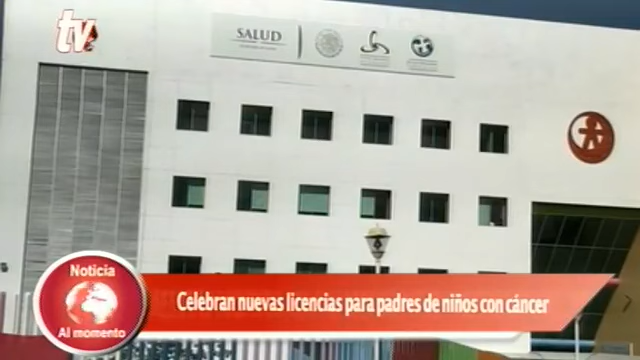 tv
SALUD
Noticia
Al momento
Celebran nuevas licencias para padres de niños con cáncer